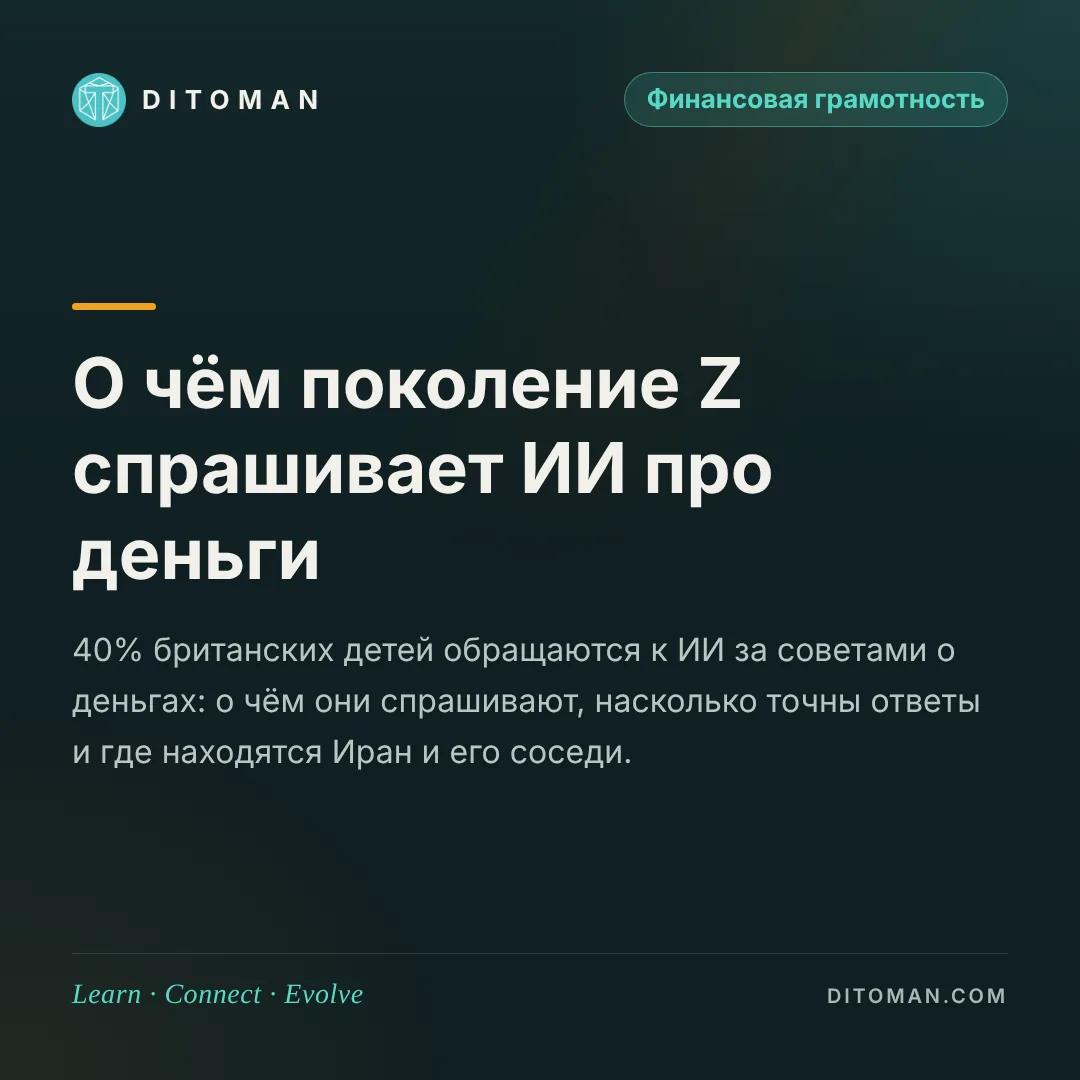 DITOMAN
Финансовая грамотность
О чём поколение Z
спрашивает ИИ про
деньги
40% британских детей обращаются к ИИ за советами о
деньгах: о чём они спрашивают, насколько точны ответы
и где находятся Иран и его соседи.
Learn · Connect · Evolve
DITOMAN.COM